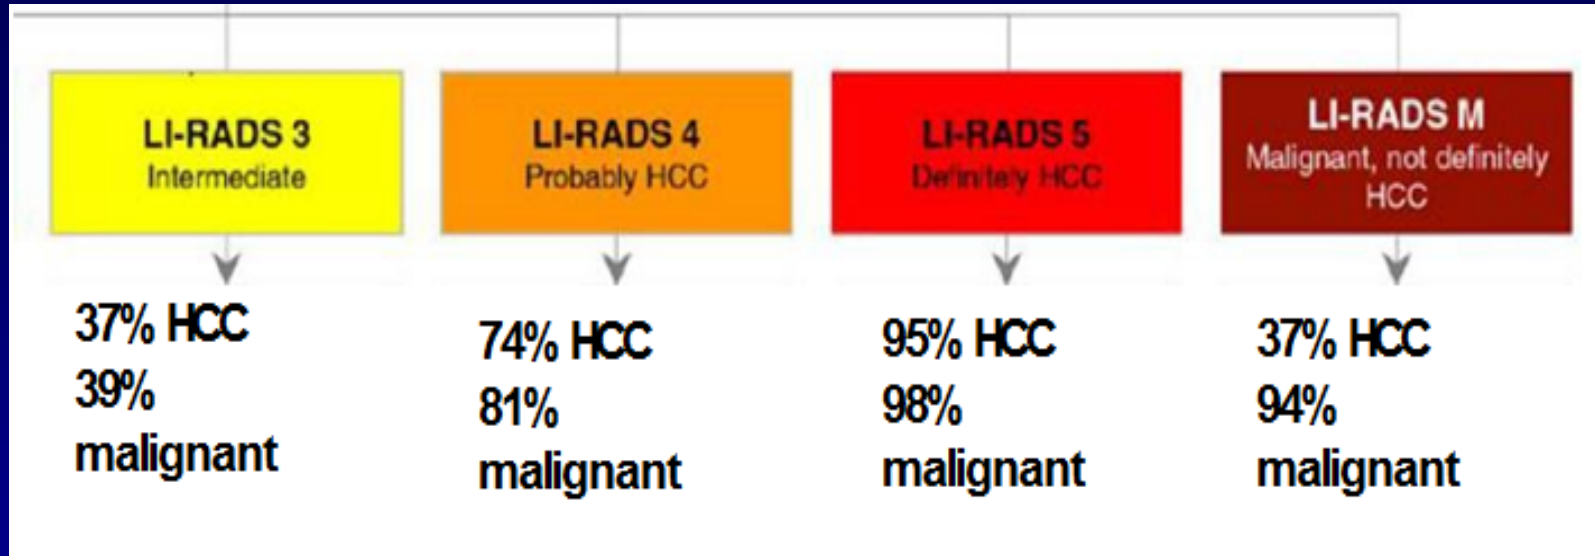 LI-RADS 3
Intermediate
LI-RADS 4
Probably HCC
LI-RADS 5
Definitely HCC
LI-RADS M
Malignant, not definitely
HCC
37% HCC
39%
malignant
74% HCC
81%
malignant
95% HCC
98%
malignant
37% HCC
94%
malignant